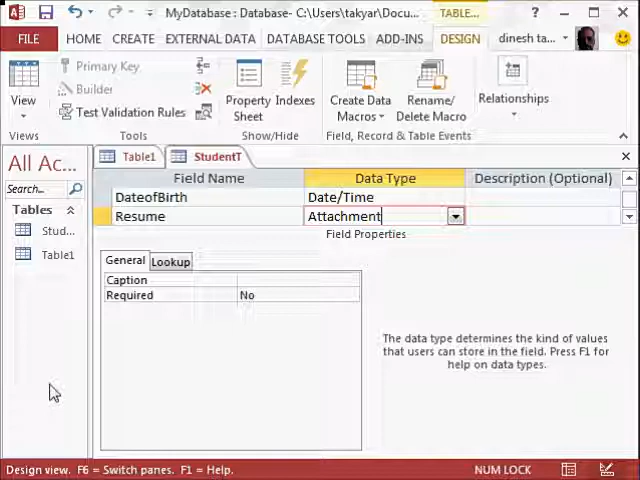 MyDatabase : Database- C:\Users\takyar\Docu... TABLE... ?
FILE HOME CREATE EXTERNAL DATA DATABASE TOOLS ADD-INS DESIGN dinesh ta...
View
Primary Key
Builder
Test Validation Rules
Property Sheet
Indexes
Create Data Macros
Rename/ Delete Macro
Relationships
Views Tools Show/Hide Field, Record & Table Events
All Ac...
Search...
Tables
Stud...
Table1
Table1 StudentT
Field Name Data Type Description (Optional)
DateofBirth Date/Time
Resume Attachment
Field Properties
General Lookup
Caption
Required No
The data type determines the kind of values
that users can store in the field. Press F1 for
help on data types.
Design view. F6 = Switch panes. F1 = Help. NUM LOCK